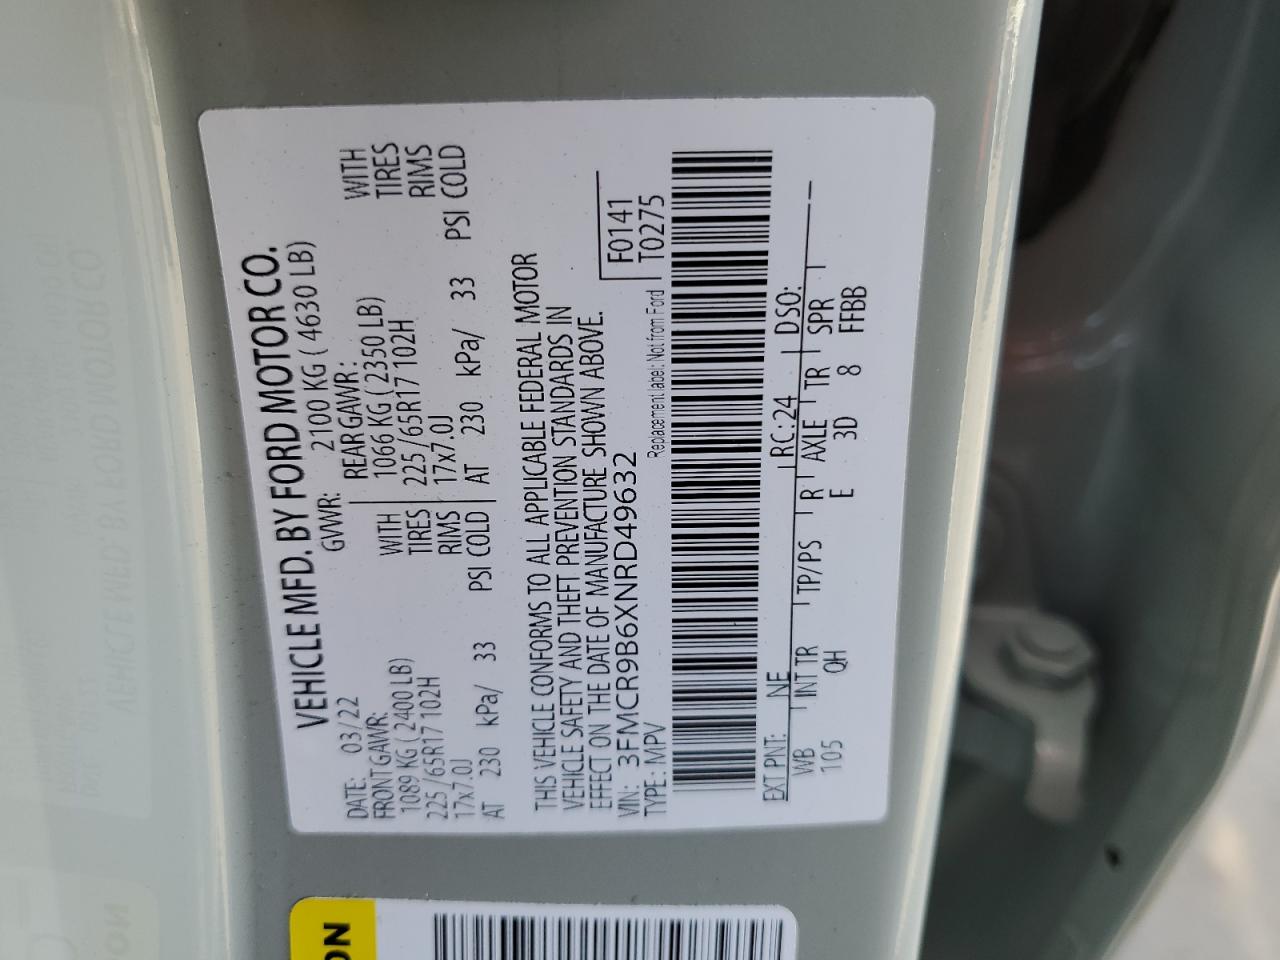 VEHICLE MFD. BY FORD MOTOR CO.
DATE: 03/22 GVWR: 2100 KG ( 4630 LB)
FRONT GAWR: REAR GAWR:
1089 KG ( 2400 LB) WITH 1066 KG ( 2350 LB) WITH
225 /65R17 102H TIRES 225 /65R17 102H TIRES
17x7.0J RIMS 17x7.0J RIMS
AT 230 kPa/ 33 PSI COLD AT 230 kPa/ 33 PSI COLD
THIS VEHICLE CONFORMS TO ALL APPLICABLE FEDERAL MOTOR
VEHICLE SAFETY AND THEFT PREVENTION STANDARDS IN
EFFECT ON THE DATE OF MANUFACTURE SHOWN ABOVE.
VIN: 3FMCR9B6XNRD49632 F0141
TYPE: MPV Replacement label: Not from Ford T0275
EXT PNT: NE RC: 24 DSO:
WB INT TR TP/PS R AXLE TR SPR
105 QH E 3D 8 FFBB
ON